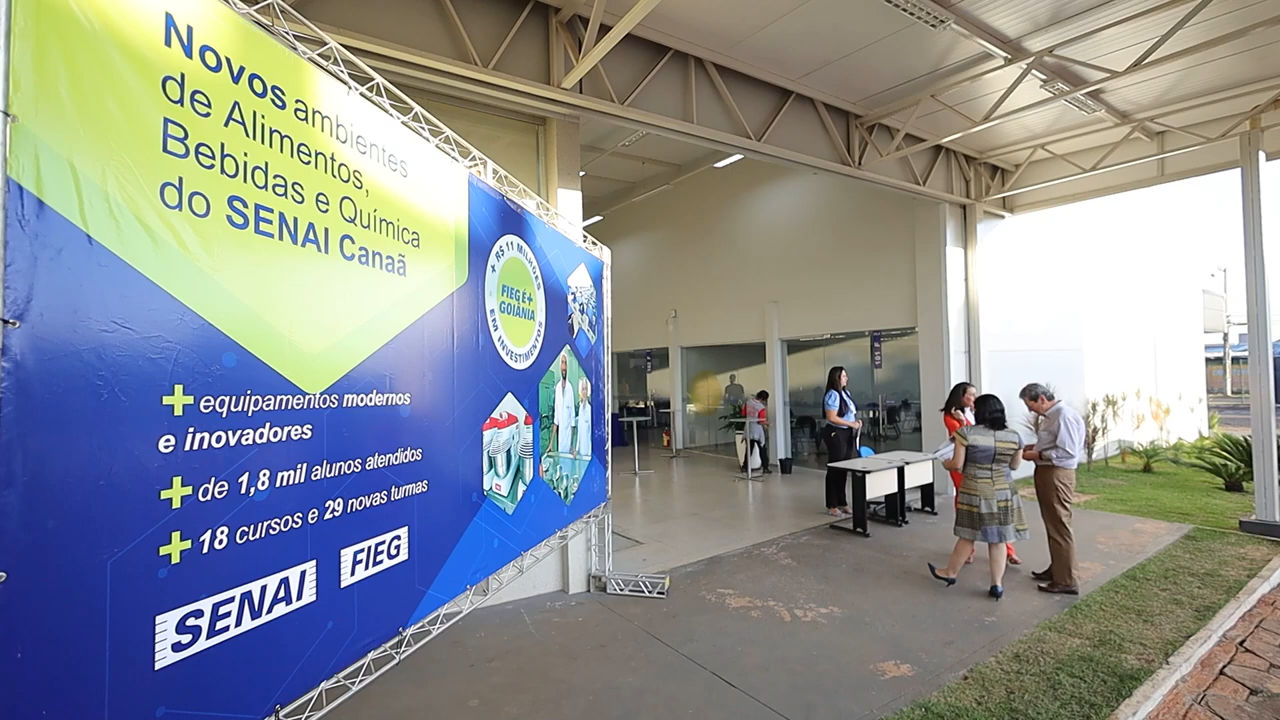 Novos ambientes
de Alimentos,
Bebidas e Química
do SENAI Canaã
+ R$ 11 MILHÕES
FIEG É +
GOIÂNIA
EM INVESTIMENTOS
+ equipamentos modernos
e inovadores
+ de 1,8 mil alunos atendidos
+ 18 cursos e 29 novas turmas
SENAI
FIEG